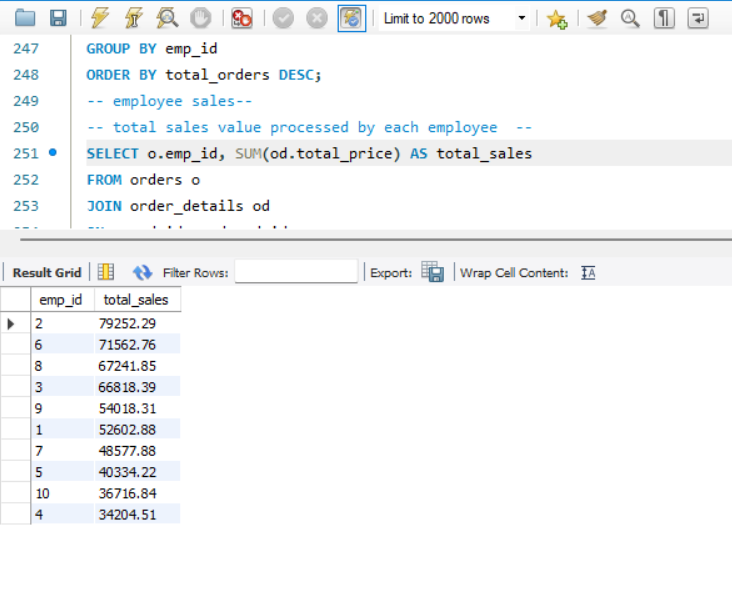 Limit to 2000 rows
247 GROUP BY emp_id
248 ORDER BY total_orders DESC;
249 -- employee sales--
250 -- total sales value processed by each employee --
251 SELECT o.emp_id, SUM(od.total_price) AS total_sales
252 FROM orders o
253 JOIN order_details od
Result Grid Filter Rows: Export: Wrap Cell Content: IA
emp_id total_sales
2 79252.29
6 71562.76
8 67241.85
3 66818.39
9 54018.31
1 52602.88
7 48577.88
5 40334.22
10 36716.84
4 34204.51